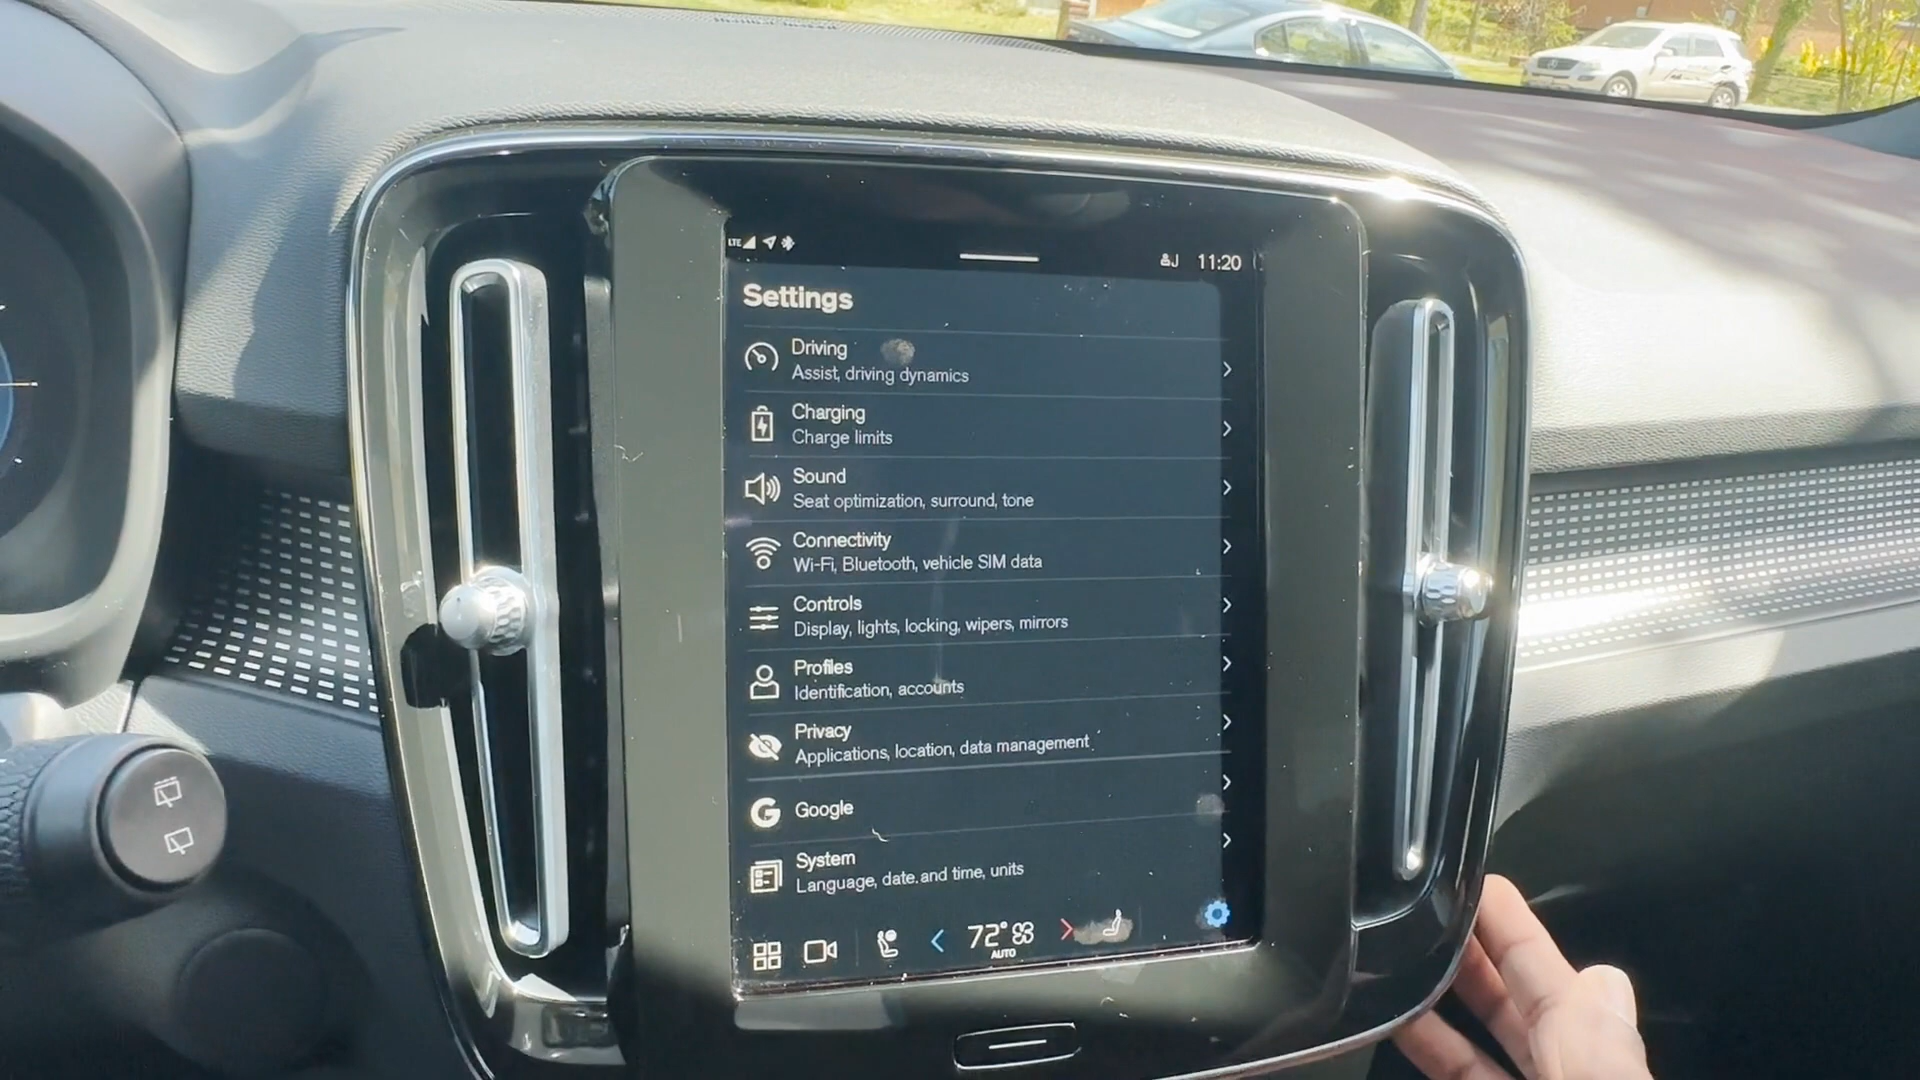 LTE J 11:20
Settings
Driving
Assist, driving dynamics
Charging
Charge limits
Sound
Seat optimization, surround, tone
Connectivity
Wi-Fi, Bluetooth, vehicle SIM data
Controls
Display, lights, locking, wipers, mirrors
Profiles
Identification, accounts
Privacy
Applications, location, data management
Google
System
Language, date and time, units
72°
AUTO